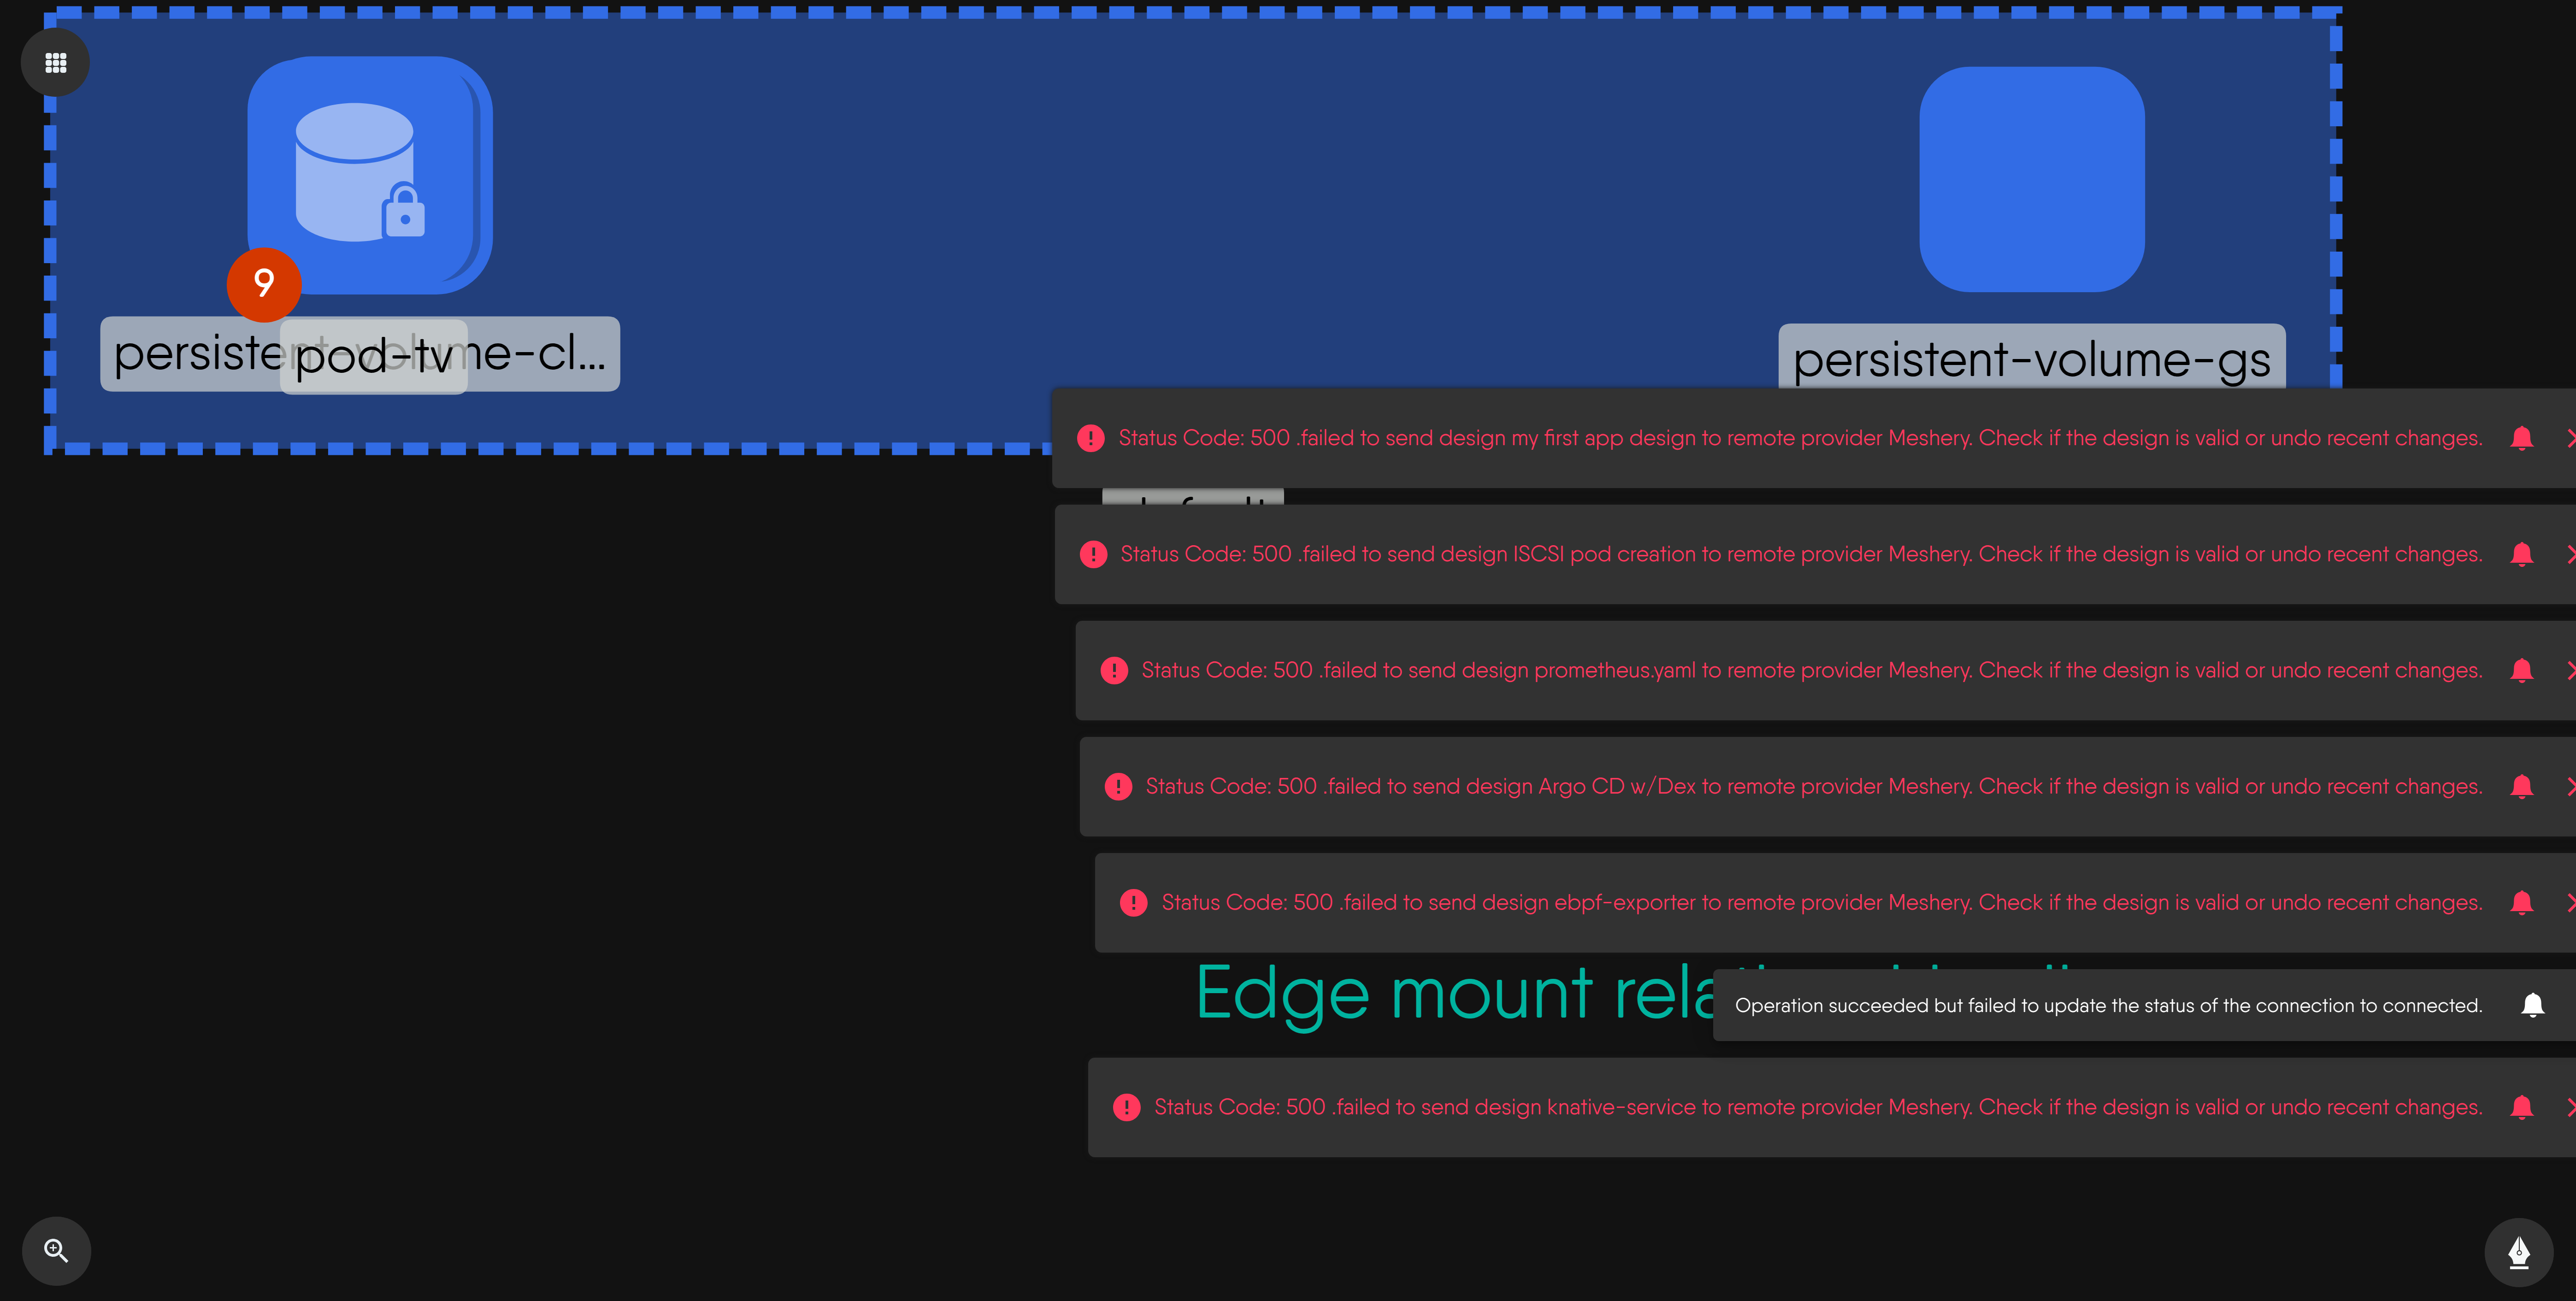 9
persistent-volume-cl...
pod-tv
persistent-volume-gs
Status Code: 500 .failed to send design my first app design to remote provider Meshery. Check if the design is valid or undo recent changes.
Status Code: 500 .failed to send design ISCSI pod creation to remote provider Meshery. Check if the design is valid or undo recent changes.
Status Code: 500 .failed to send design prometheus.yaml to remote provider Meshery. Check if the design is valid or undo recent changes.
Status Code: 500 .failed to send design Argo CD w/Dex to remote provider Meshery. Check if the design is valid or undo recent changes.
Status Code: 500 .failed to send design ebpf-exporter to remote provider Meshery. Check if the design is valid or undo recent changes.
Edge mount
Operation succeeded but failed to update the status of the connection to connected.
Status Code: 500 .failed to send design knative-service to remote provider Meshery. Check if the design is valid or undo recent changes.